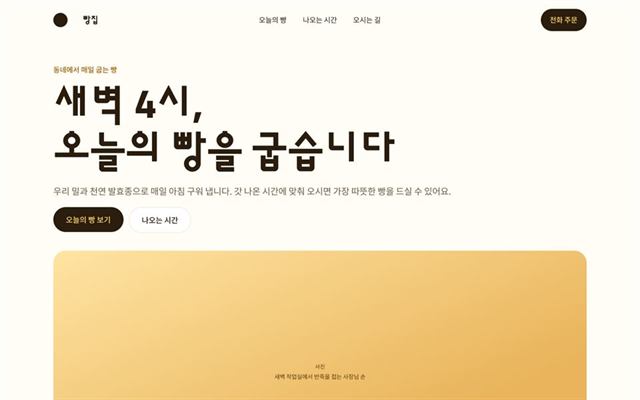 빵집
오늘의 빵
나오는 시간
오시는 길
전화 주문
동네에서 매일 굽는 빵
새벽 4시,
오늘의 빵을 굽습니다
우리 밀과 천연 발효종으로 매일 아침 구워 냅니다. 갓 나온 시간에 맞춰 오시면 가장 따뜻한 빵을 드실 수 있어요.
오늘의 빵 보기
나오는 시간
사진
새벽 작업실에서 반죽을 접는 사장님 손